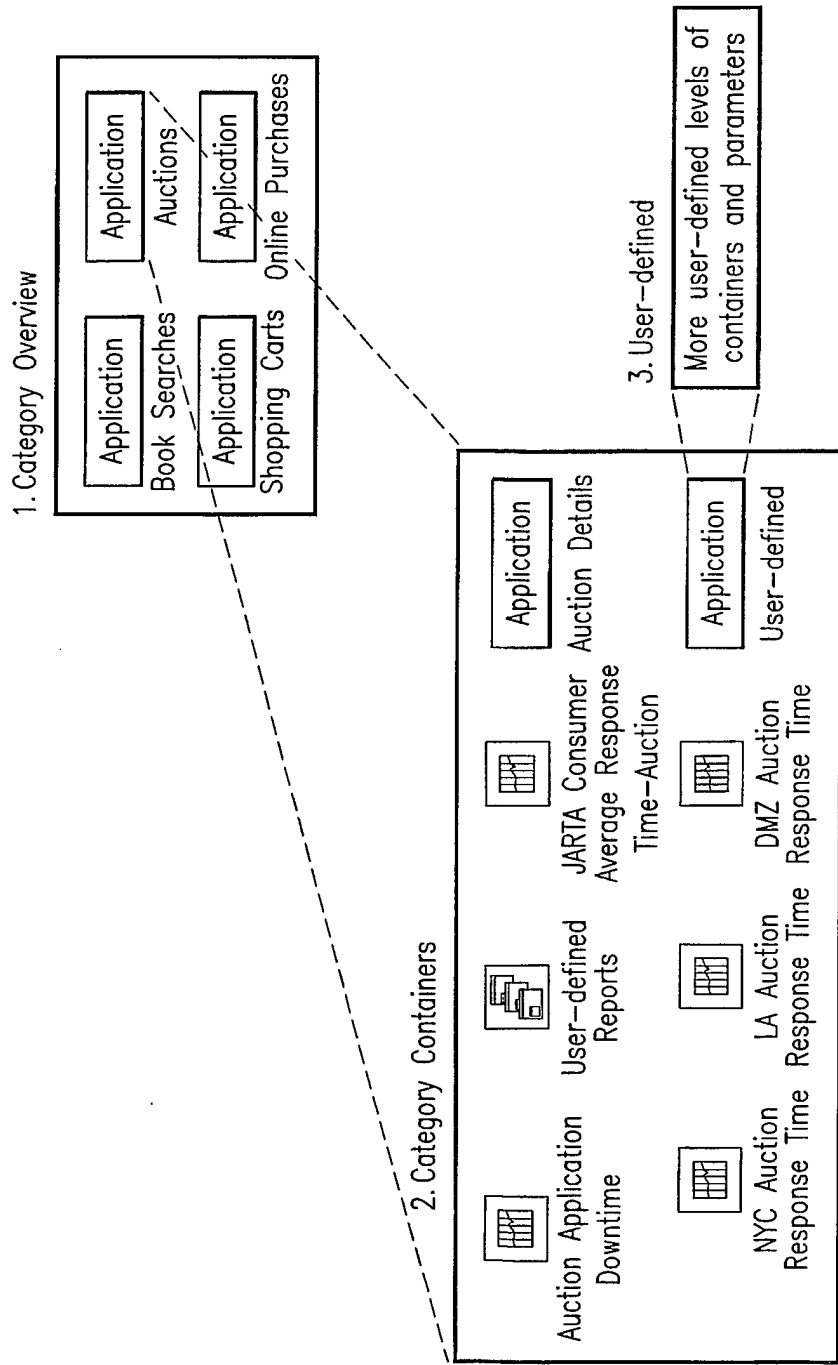 1. Category Overview
Application
Book Searches
Application
Auctions
Application
Shopping Carts
Application
Online Purchases
2. Category Containers
Auction Application
Downtime
User-defined
Reports
JARTA Consumer
Average Response
Time-Auction
Application
Auction Details
NYC Auction
Response Time
LA Auction
Response Time
DMZ Auction
Response Time
Application
User-defined
3. User-defined
More user-defined levels of
containers and parameters